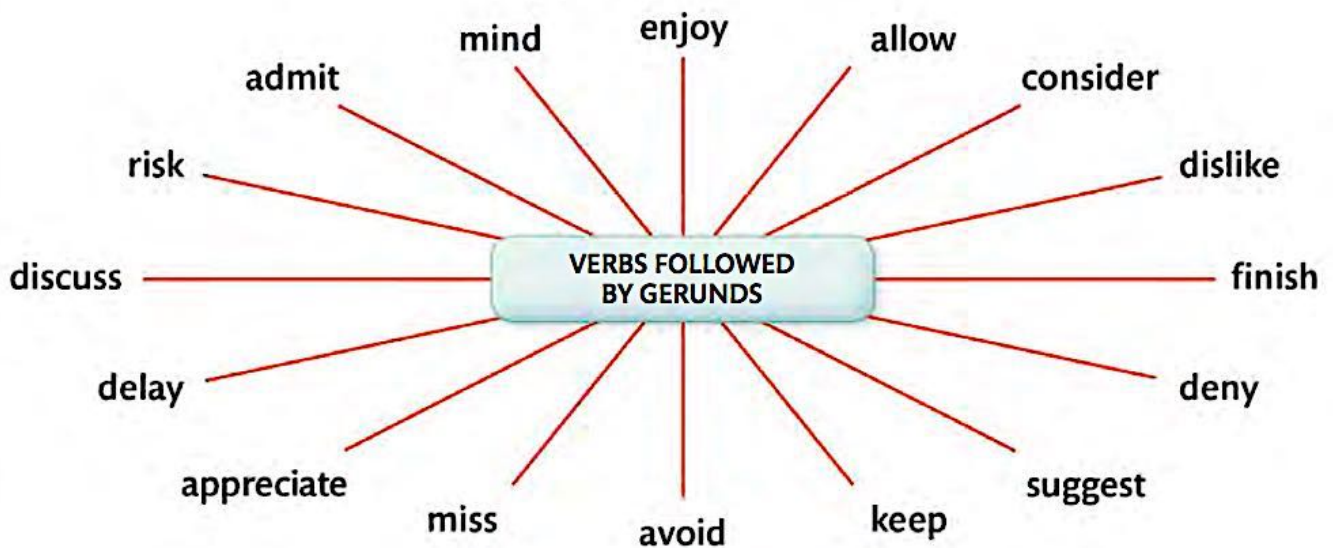 enjoy
mind
allow
admit
consider
risk
dislike
VERBS FOLLOWED
BY GERUNDS
discuss
finish
delay
deny
appreciate
suggest
miss
keep
avoid